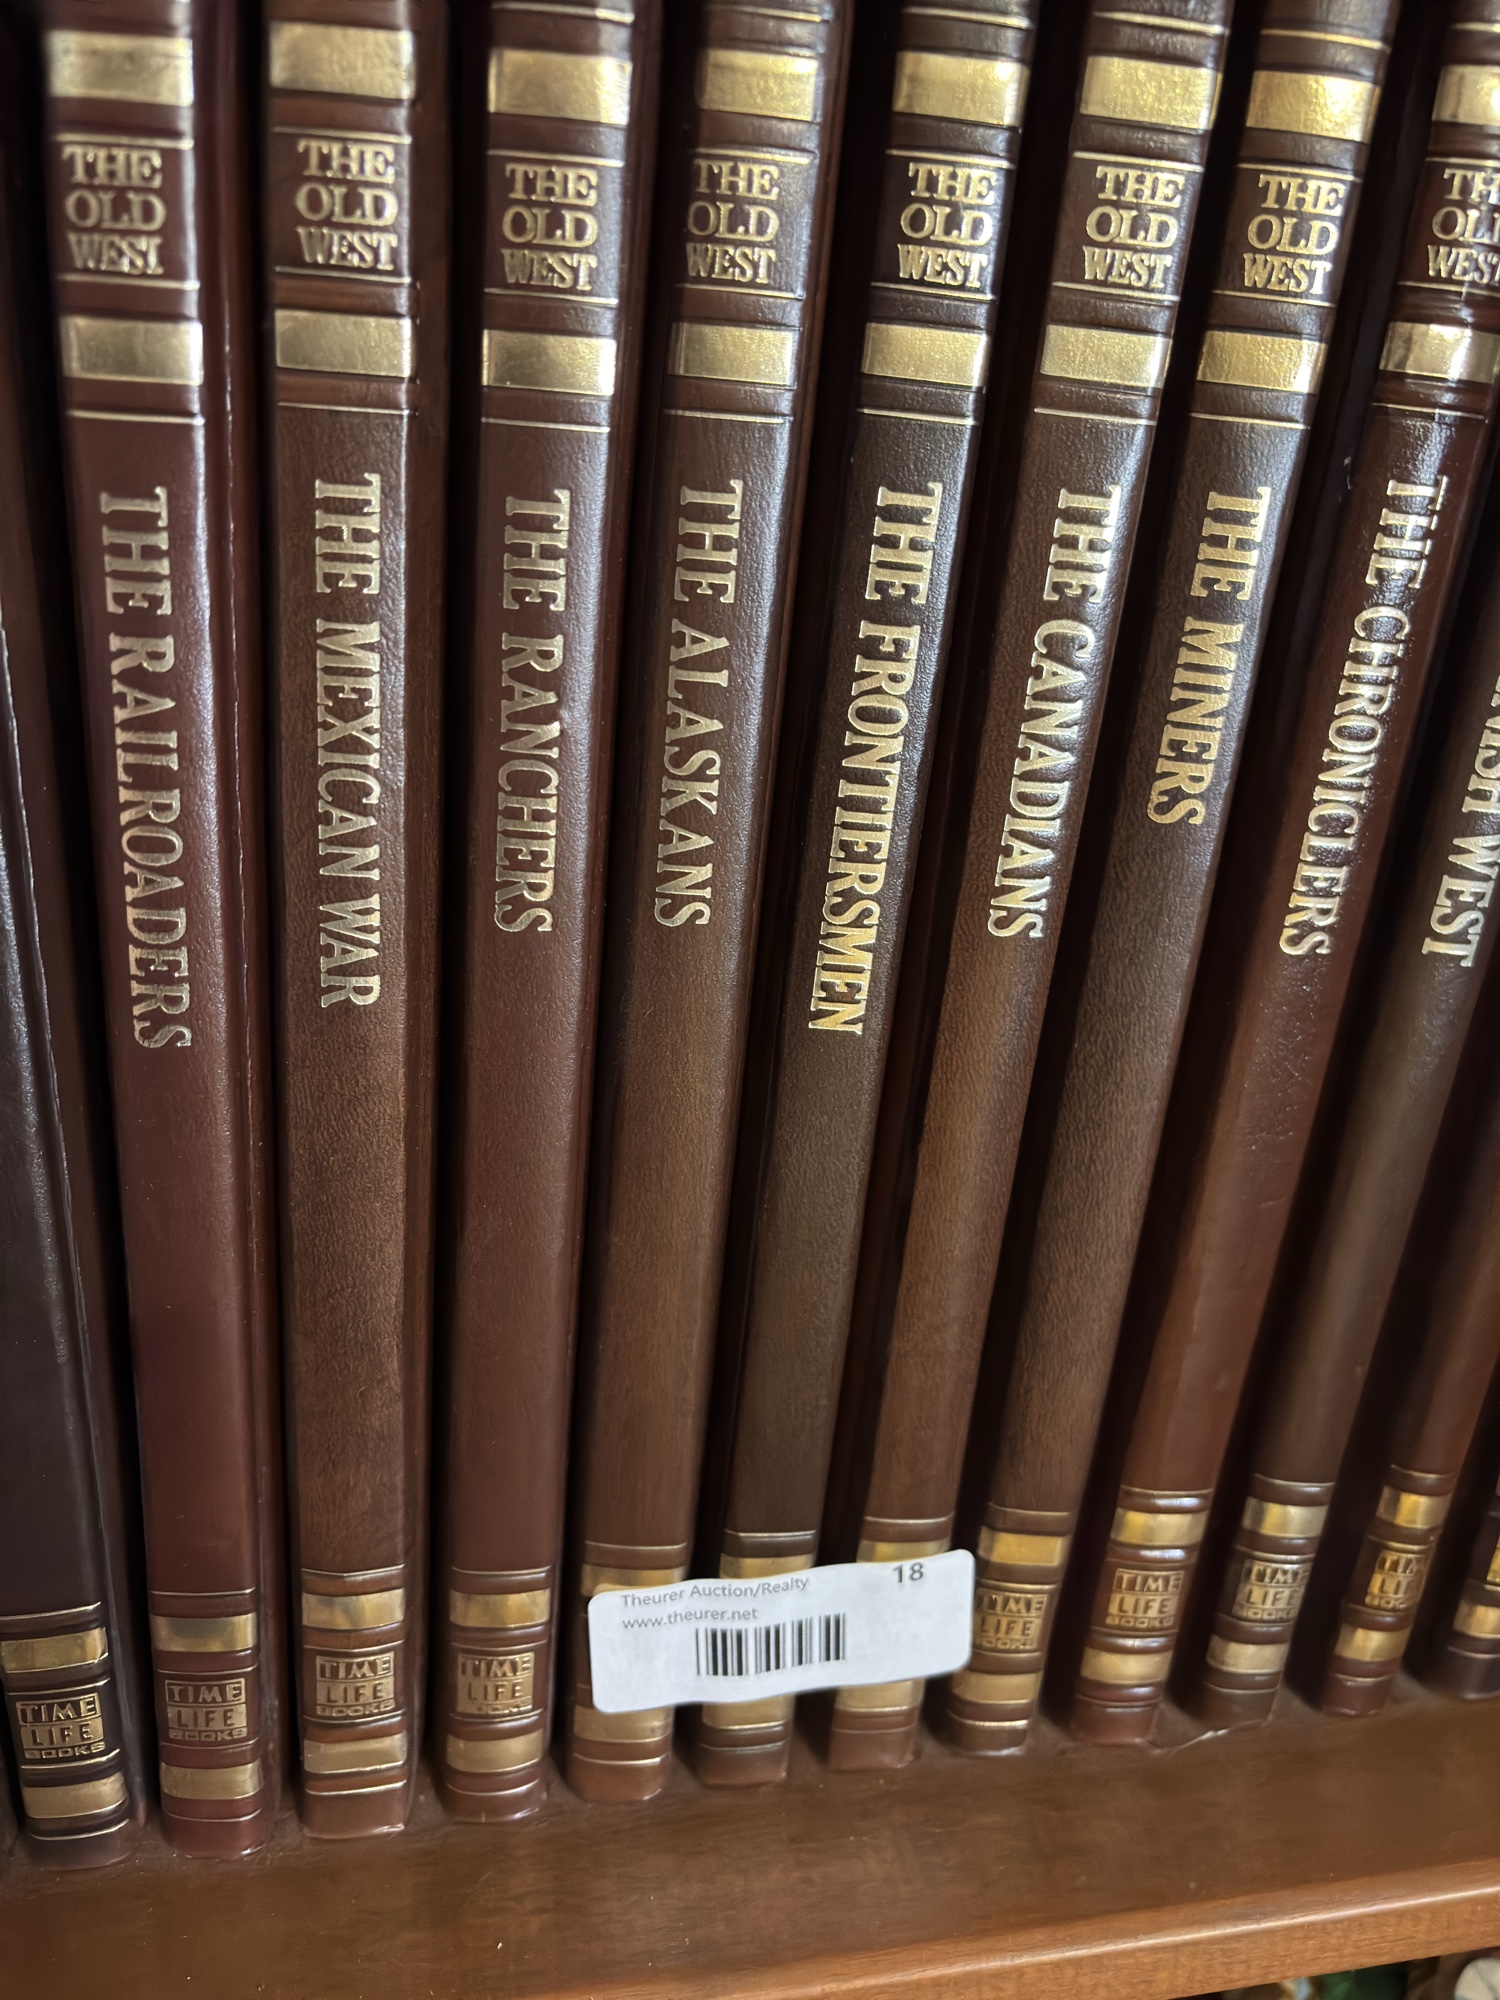 THE
OLD
WEST
THE RAILROADERS
TIME
LIFE
BOOKS
THE
OLD
WEST
THE MEXICAN WAR
TIME
LIFE
BOOKS
THE
OLD
WEST
THE RANCHERS
TIME
LIFE
BOOKS
THE
OLD
WEST
THE ALASKANS
TIME
LIFE
THE
OLD
WEST
THE FRONTIERSMEN
THE
OLD
WEST
THE CANADIANS
THE
OLD
WEST
THE MINERS
TIME
LIFE
BOOKS
THE
OLD
WEST
THE CHRONICLERS
TIME
LIFE
BOOKS
WEST
TIME
LIFE
BOOKS
Theurer Auction/Realty
18
www.theurer.net